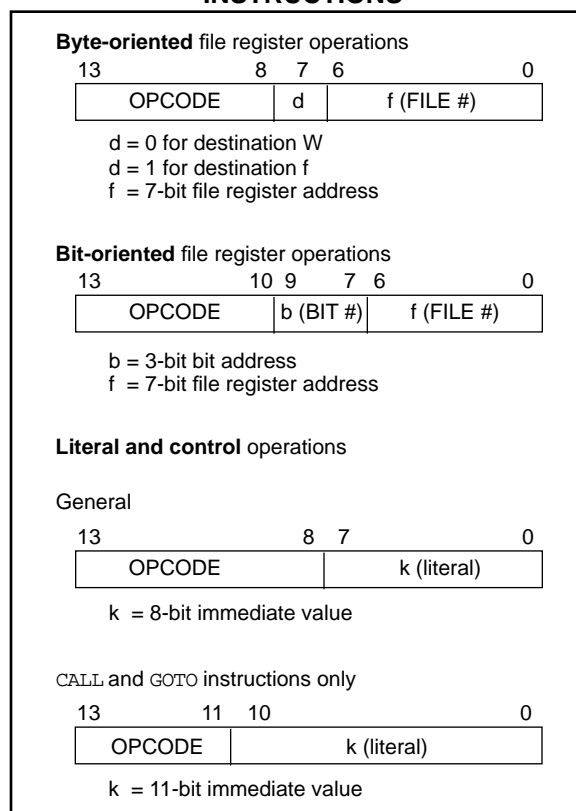 INSTRUCTIONS
Byte-oriented file register operations
13 8 7 6 0
OPCODE d f (FILE #)
d = 0 for destination W
d = 1 for destination f
f = 7-bit file register address
Bit-oriented file register operations
13 10 9 7 6 0
OPCODE b (BIT #) f (FILE #)
b = 3-bit bit address
f = 7-bit file register address
Literal and control operations
General
13 8 7 0
OPCODE k (literal)
k = 8-bit immediate value
CALL and GOTO instructions only
13 11 10 0
OPCODE k (literal)
k = 11-bit immediate value